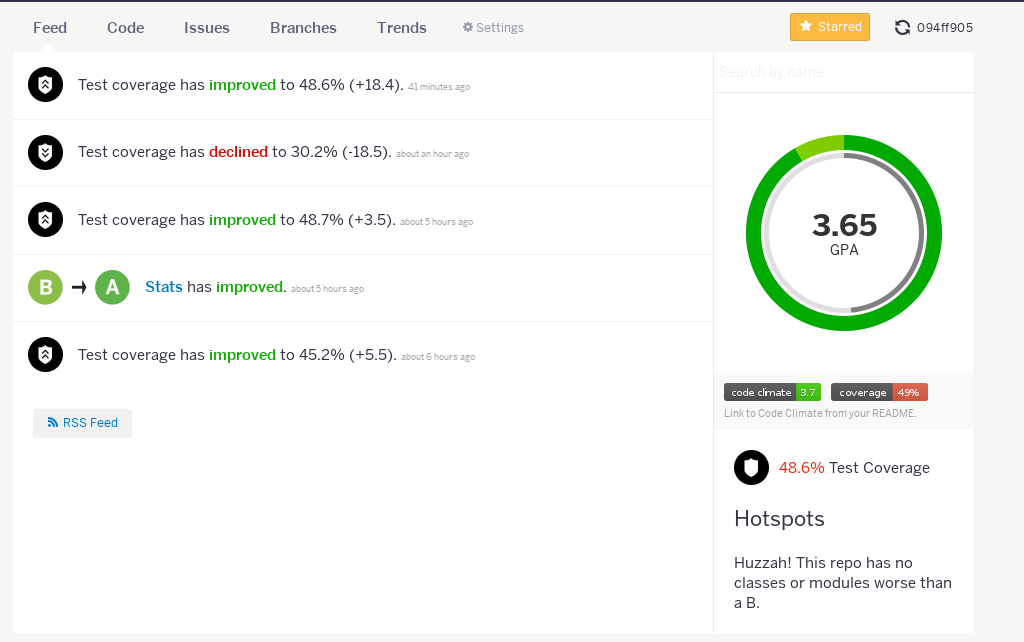 Feed Code Issues Branches Trends Settings Starred 094ff905
Test coverage has improved to 48.6% (+18.4). 41 minutes ago
Test coverage has declined to 30.2% (-18.5). about an hour ago
Test coverage has improved to 48.7% (+3.5). about 5 hours ago
B A Stats has improved. about 5 hours ago
Test coverage has improved to 45.2% (+5.5). about 6 hours ago
RSS Feed
Search by name
3.65
GPA
code climate 3.7 coverage 49%
Link to Code Climate from your README.
48.6% Test Coverage
Hotspots
Huzzah! This repo has no
classes or modules worse than
a B.